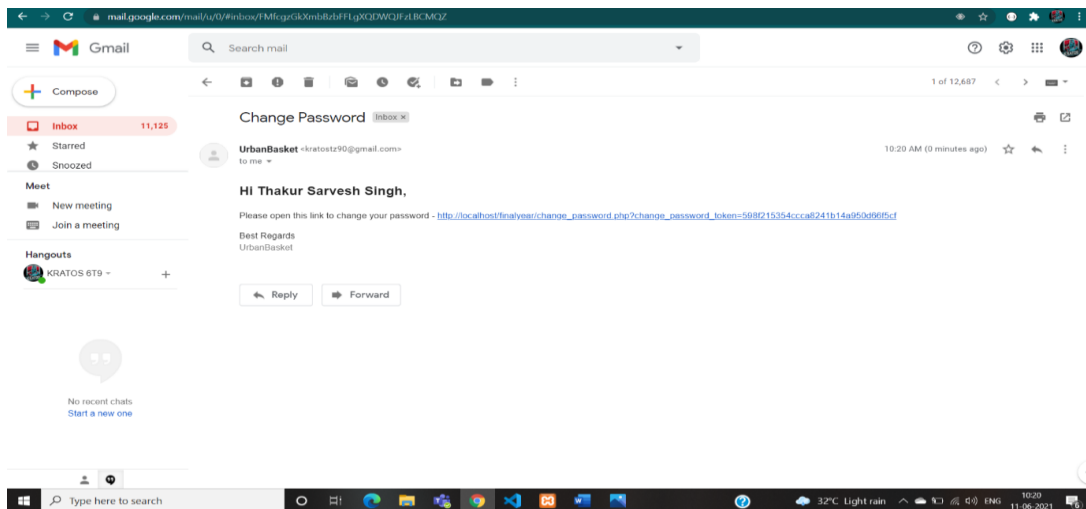 mail.google.com/mail/u/0/#inbox/FMfcgzGkXmbBzbFFLgXQDWQJFzLBCMQZ
Gmail
Search mail
Compose
1 of 12,687
Inbox 11,125
Starred
Snoozed
Meet
New meeting
Join a meeting
Hangouts
KRATOS 6T9
No recent chats
Start a new one
Change Password Inbox ×
UrbanBasket <kratostz90@gmail.com>
10:20 AM (0 minutes ago)
to me
Hi Thakur Sarvesh Singh,
Please open this link to change your password - http://localhost/finalyear/change_password.php?change_password_token=598f215354ccca8241b14a950d66f5cf
Best Regards
UrbanBasket
Reply Forward
Type here to search
32°C Light rain
ENG
10:20
11-06-2021